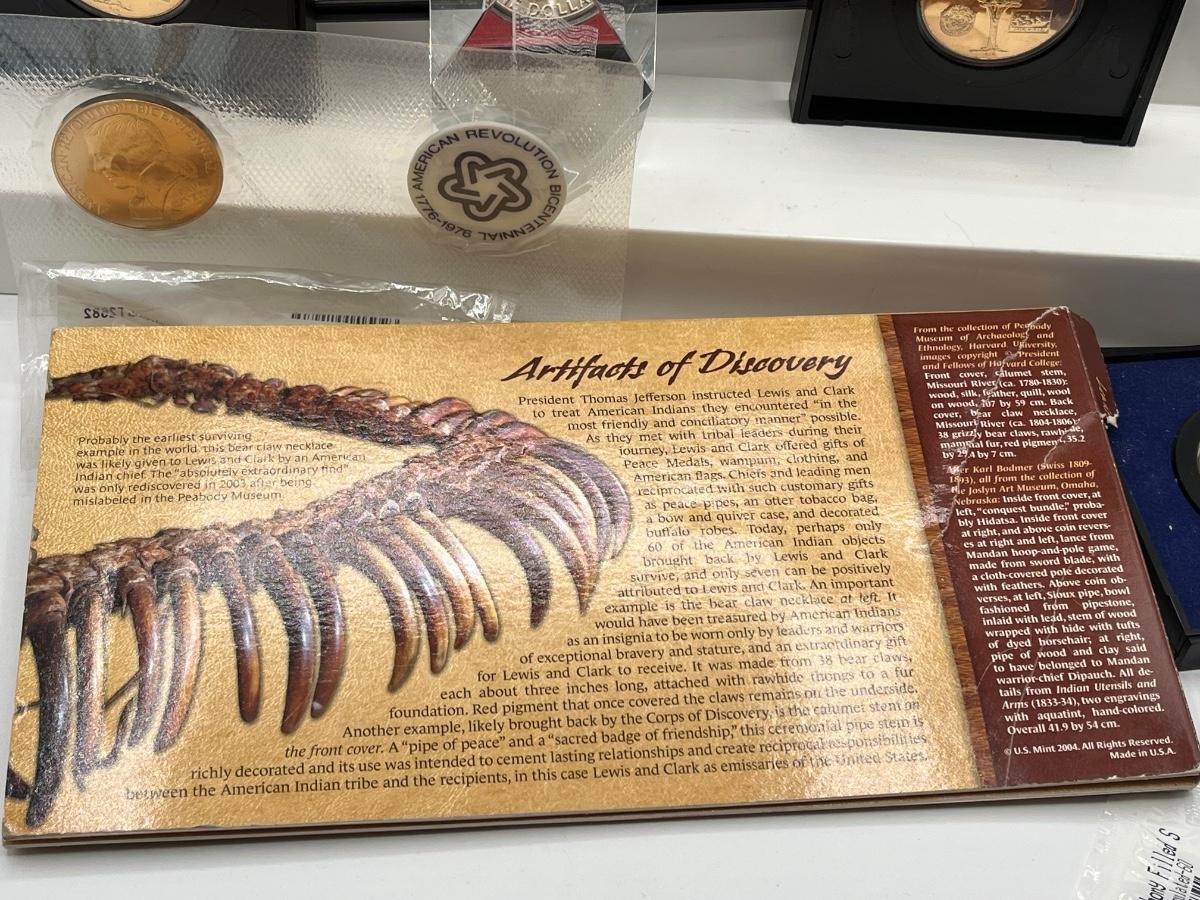 DOLLA
AMERICAN REVOLUTION BICENTENNIAL
1776-1976
AMERICAN REVOLUTION BICENTENNIAL
Artifacts of Discovery
President Thomas Jefferson instructed Lewis and Clark
to treat American Indians they encountered “in the
most friendly and conciliatory manner” possible.
As they met with tribal leaders during their
journey, Lewis and Clark offered gifts of
Peace Medals, wampum, clothing, and
American flags. Chiefs and leading men
reciprocated with such customary gifts
as peace pipes, an otter tobacco bag,
a bow and quiver case, and decorated
buffalo robes. Today, perhaps only
60 of the American Indian objects
brought back by Lewis and Clark
survive, and only seven can be positively
attributed to Lewis and Clark. An important
example is the bear claw necklace at left. It
would have been treasured by American Indians
as an insignia to be worn only by leaders and warriors
of exceptional bravery and stature, and an extraordinary gift
for Lewis and Clark to receive. It was made from 38 bear claws,
each about three inches long, attached with rawhide thongs to a fur
foundation. Red pigment that once covered the claws remains on the underside.
Another example, likely brought back by the Corps of Discovery, is the calumet stem on
the front cover. A “pipe of peace” and a “sacred badge of friendship,” this ceremonial pipe stem is
richly decorated and its use was intended to cement lasting relationships and create reciprocal responsibilities
between the American Indian tribe and the recipients, in this case Lewis and Clark as emissaries of the United States.
Probably the earliest surviving
example in the world, this bear claw necklace
was likely given to Lewis and Clark by an American
Indian chief. The “absolutely extraordinary find”
was only rediscovered in 2003 after being
mislabeled in the Peabody Museum.
From the collection of Peabody
Museum of Archaeology and
Ethnology, Harvard University,
images copyright President
and Fellows of Harvard College:
Front cover, calumet stem,
Missouri River (ca. 1780-1830):
wood, silk, feather, quill, wool
on wood, 107 by 59 cm. Back
cover, bear claw necklace,
Missouri River (ca. 1804-1806):
38 grizzly bear claws, rawhide,
mammal fur, red pigment, 35.2
by 29.4 by 7 cm.
After Karl Bodmer (Swiss 1809-
1893), all from the collection of
the Joslyn Art Museum, Omaha,
Nebraska: Inside front cover, at
left, “conquest bundle,” proba-
bly Hidatsa. Inside front cover
at right, and above coin revers-
es at right and left, lance from
Mandan hoop-and-pole game,
made from sword blade, with
a cloth-covered pole decorated
with feathers. Above coin ob-
verses, at left, Sioux pipe, bowl
fashioned from pipestone,
inlaid with lead, stem of wood
wrapped with hide with tufts
of dyed horsehair; at right,
pipe of wood and clay said
to have belonged to Mandan
warrior-chief Dipauch. All de-
tails from Indian Utensils and
Arms (1833-34), two engravings
with aquatint, hand-colored.
Overall 41.9 by 54 cm.
© U.S. Mint 2004. All Rights Reserved.
Made in U.S.A.
Filled S